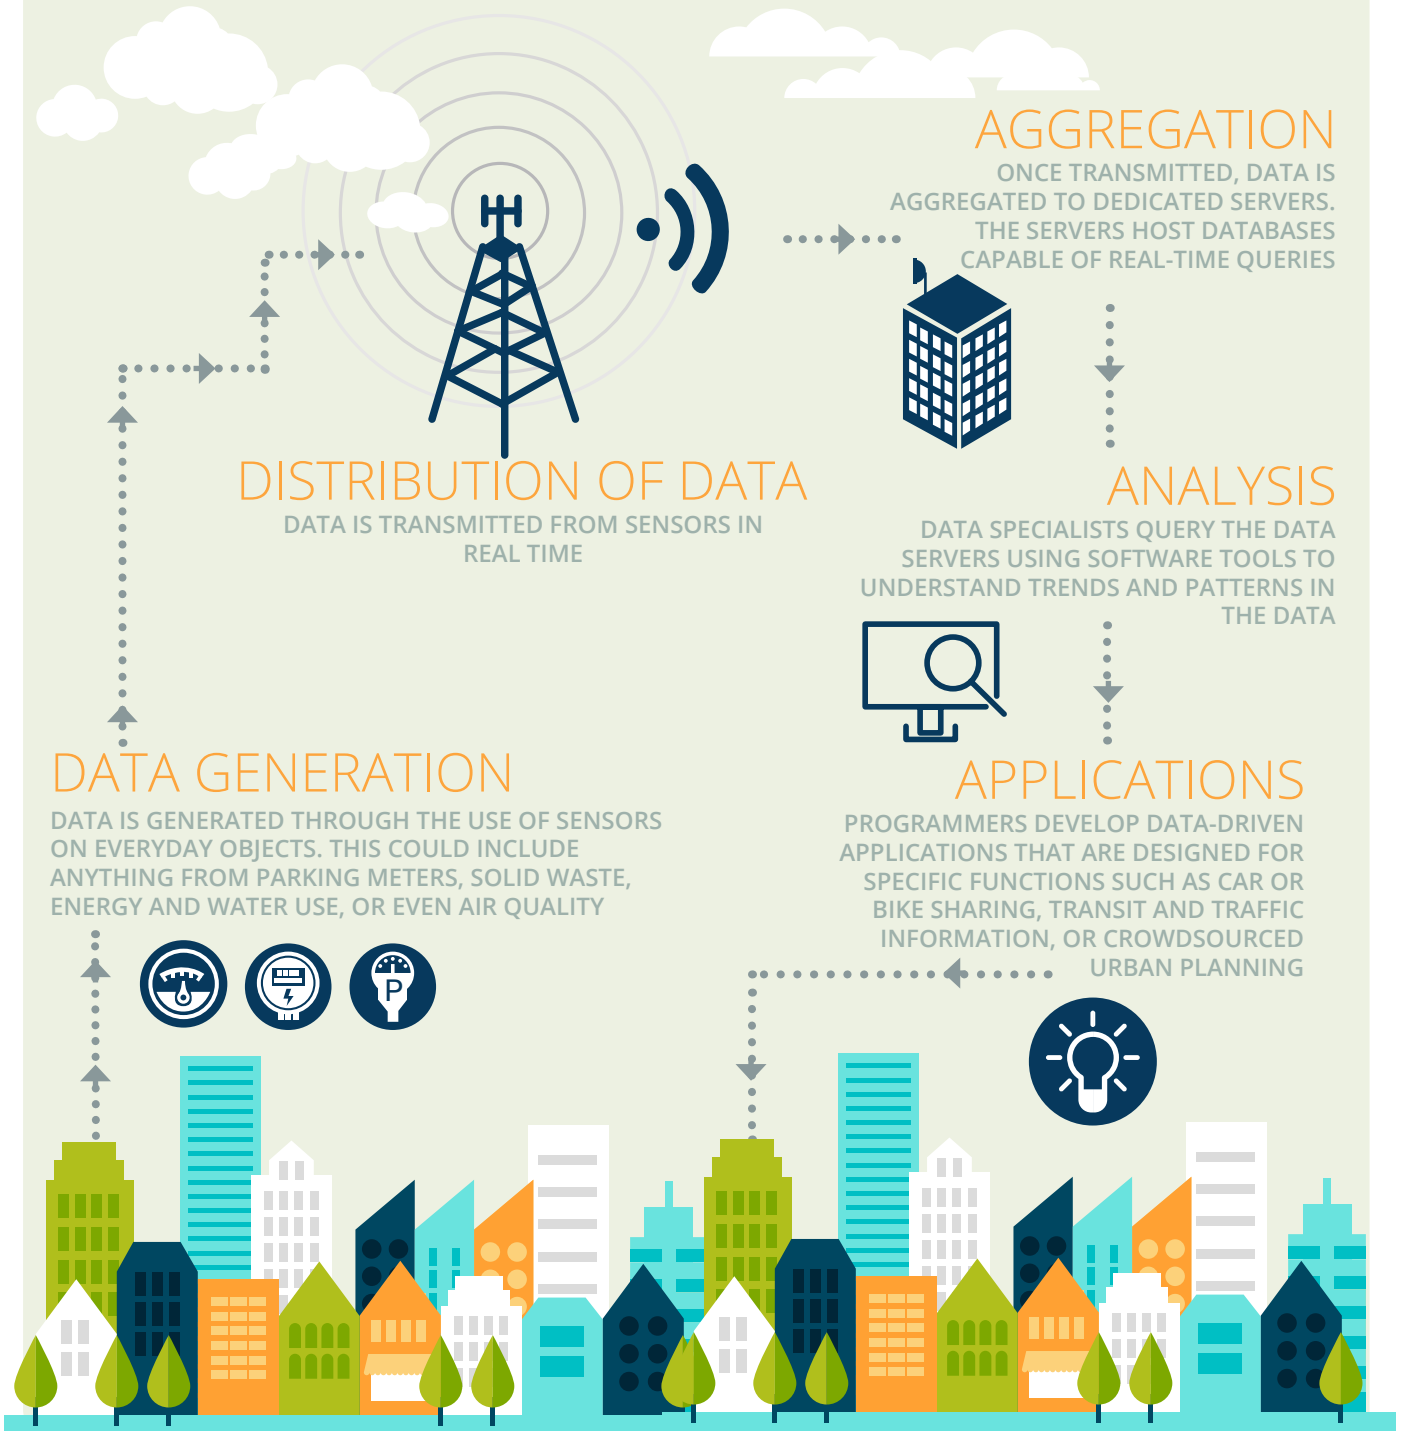 AGGREGATION
ONCE TRANSMITTED, DATA IS
AGGREGATED TO DEDICATED SERVERS.
THE SERVERS HOST DATABASES
CAPABLE OF REAL-TIME QUERIES
DISTRIBUTION OF DATA
DATA IS TRANSMITTED FROM SENSORS IN
REAL TIME
ANALYSIS
DATA SPECIALISTS QUERY THE DATA
SERVERS USING SOFTWARE TOOLS TO
UNDERSTAND TRENDS AND PATTERNS IN
THE DATA
DATA GENERATION
DATA IS GENERATED THROUGH THE USE OF SENSORS
ON EVERYDAY OBJECTS. THIS COULD INCLUDE
ANYTHING FROM PARKING METERS, SOLID WASTE,
ENERGY AND WATER USE, OR EVEN AIR QUALITY
P
APPLICATIONS
PROGRAMMERS DEVELOP DATA-DRIVEN
APPLICATIONS THAT ARE DESIGNED FOR
SPECIFIC FUNCTIONS SUCH AS CAR OR
BIKE SHARING, TRANSIT AND TRAFFIC
INFORMATION, OR CROWDSOURCED
URBAN PLANNING